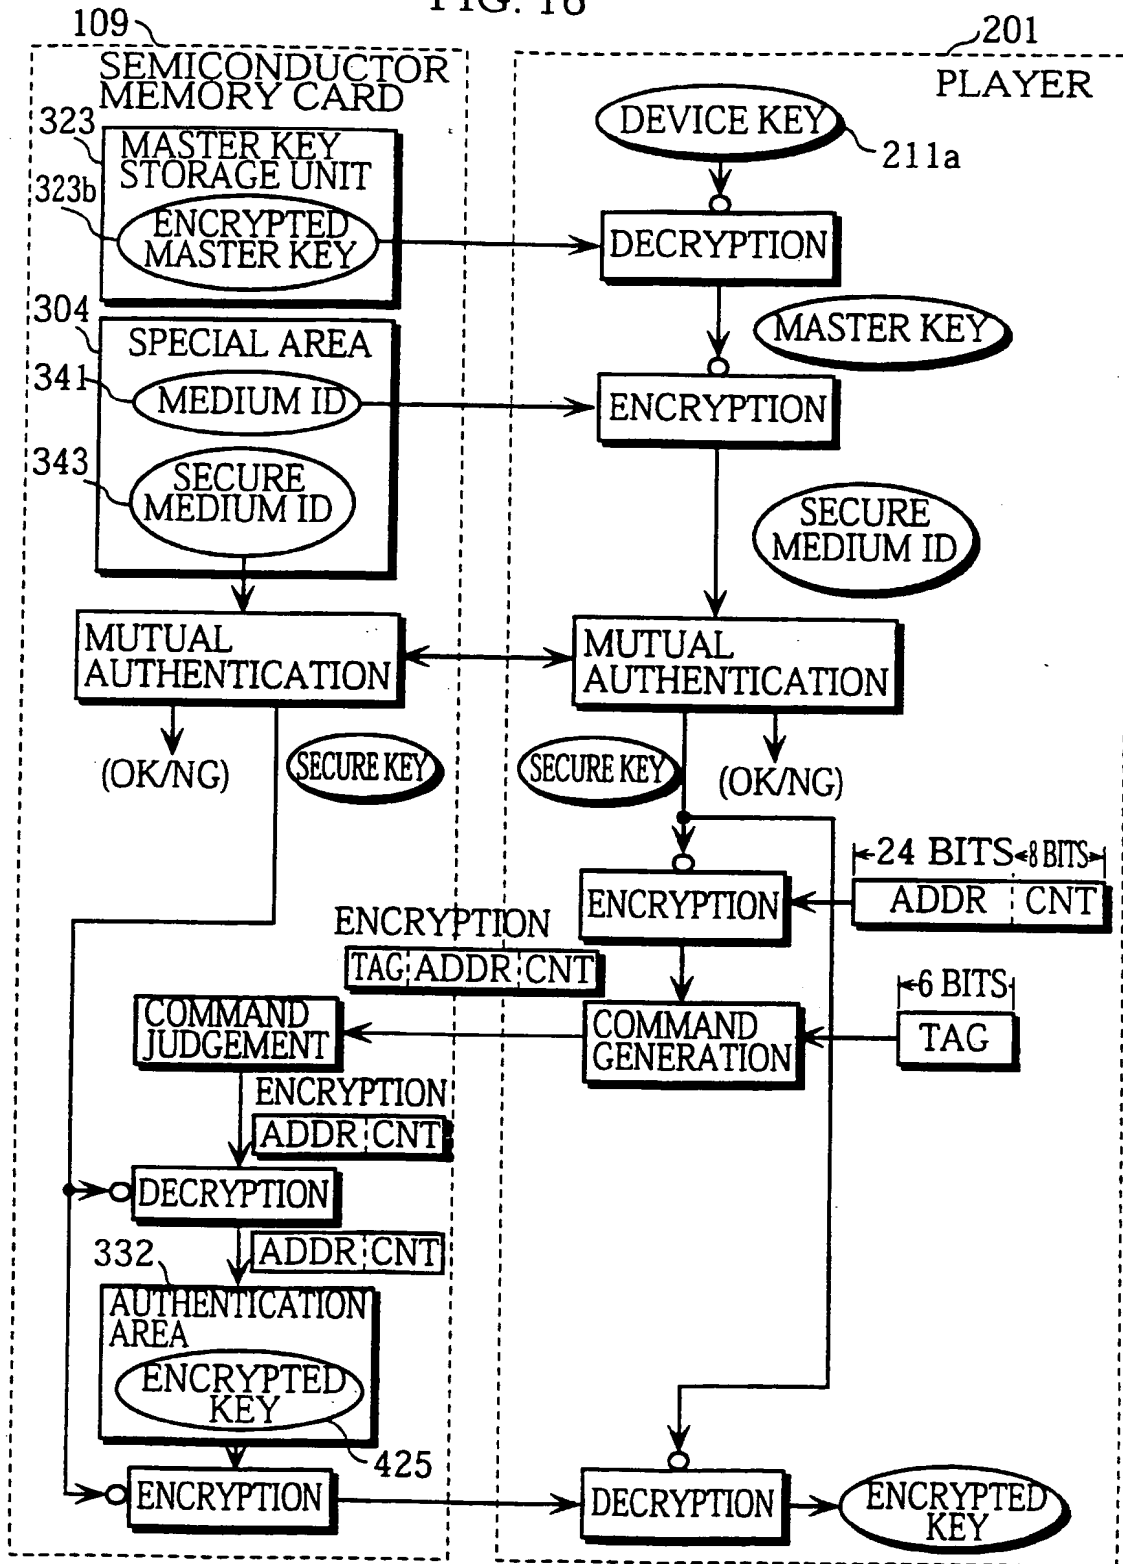 FIG. 16
109
201
SEMICONDUCTOR
MEMORY CARD
PLAYER
323
MASTER KEY
STORAGE UNIT
323b
ENCRYPTED
MASTER KEY
DEVICE KEY
211a
DECRYPTION
304
SPECIAL AREA
MASTER KEY
341
MEDIUM ID
ENCRYPTION
343
SECURE
MEDIUM ID
SECURE
MEDIUM ID
MUTUAL
AUTHENTICATION
MUTUAL
AUTHENTICATION
(OK/NG)
SECURE KEY
SECURE KEY
(OK/NG)
24 BITS 8 BITS
ENCRYPTION
ADDR CNT
ENCRYPTION
TAG ADDR CNT
6 BITS
COMMAND
JUDGEMENT
COMMAND
GENERATION
TAG
ENCRYPTION
ADDR CNT
DECRYPTION
ADDR CNT
332
AUTHENTICATION
AREA
ENCRYPTED
KEY
425
ENCRYPTION
DECRYPTION
ENCRYPTED
KEY